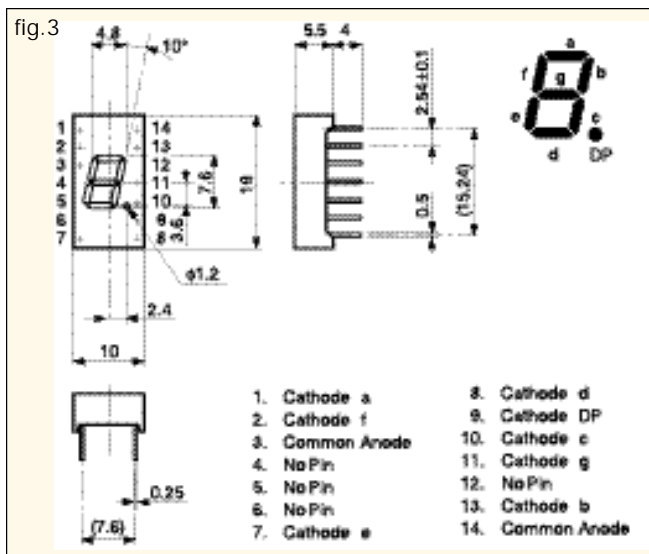 fig.3
4.8
10°
5.5 4
2.54±0.1
a
f g b
e c
d DP
1 14
2 13
3 12
4 11
5 10
6 9
7 8
7.6
3.6
19
0.5
(15.24)
φ1.2
2.4
10
0.25
(7.6)
1. Cathode a
2. Cathode f
3. Common Anode
4. No Pin
5. No Pin
6. No Pin
7. Cathode e
8. Cathode d
9. Cathode DP
10. Cathode c
11. Cathode g
12. No Pin
13. Cathode b
14. Common Anode